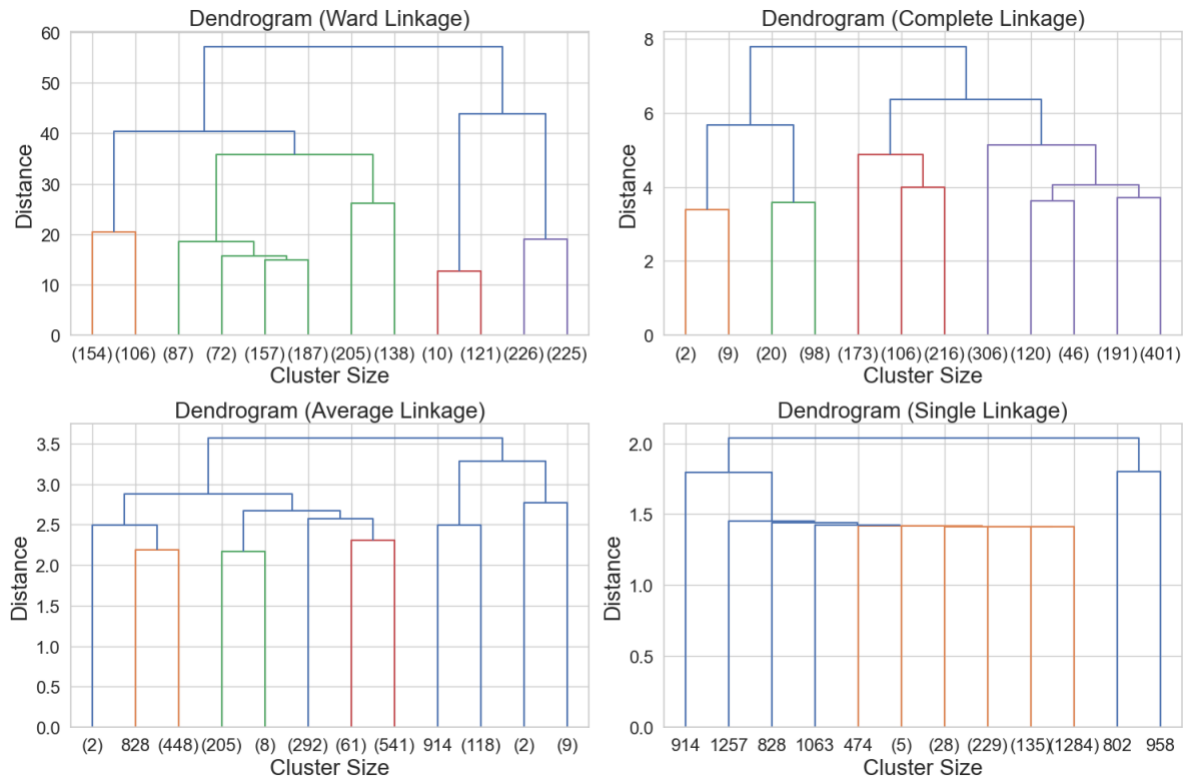 Dendrogram (Ward Linkage)
60
50
40
30
20
10
0
Distance
(154) (106) (87) (72) (157) (187) (205) (138) (10) (121) (226) (225)
Cluster Size
Dendrogram (Complete Linkage)
8
6
4
2
0
Distance
(2) (9) (20) (98) (173) (106) (216) (306) (120) (46) (191) (401)
Cluster Size
Dendrogram (Average Linkage)
3.5
3.0
2.5
2.0
1.5
1.0
0.5
0.0
Distance
(2) 828 (448) (205) (8) (292) (61) (541) 914 (118) (2) (9)
Cluster Size
Dendrogram (Single Linkage)
2.0
1.5
1.0
0.5
0.0
Distance
914 1257 828 1063 474 (5) (28) (229) (135) (1284) 802 958
Cluster Size